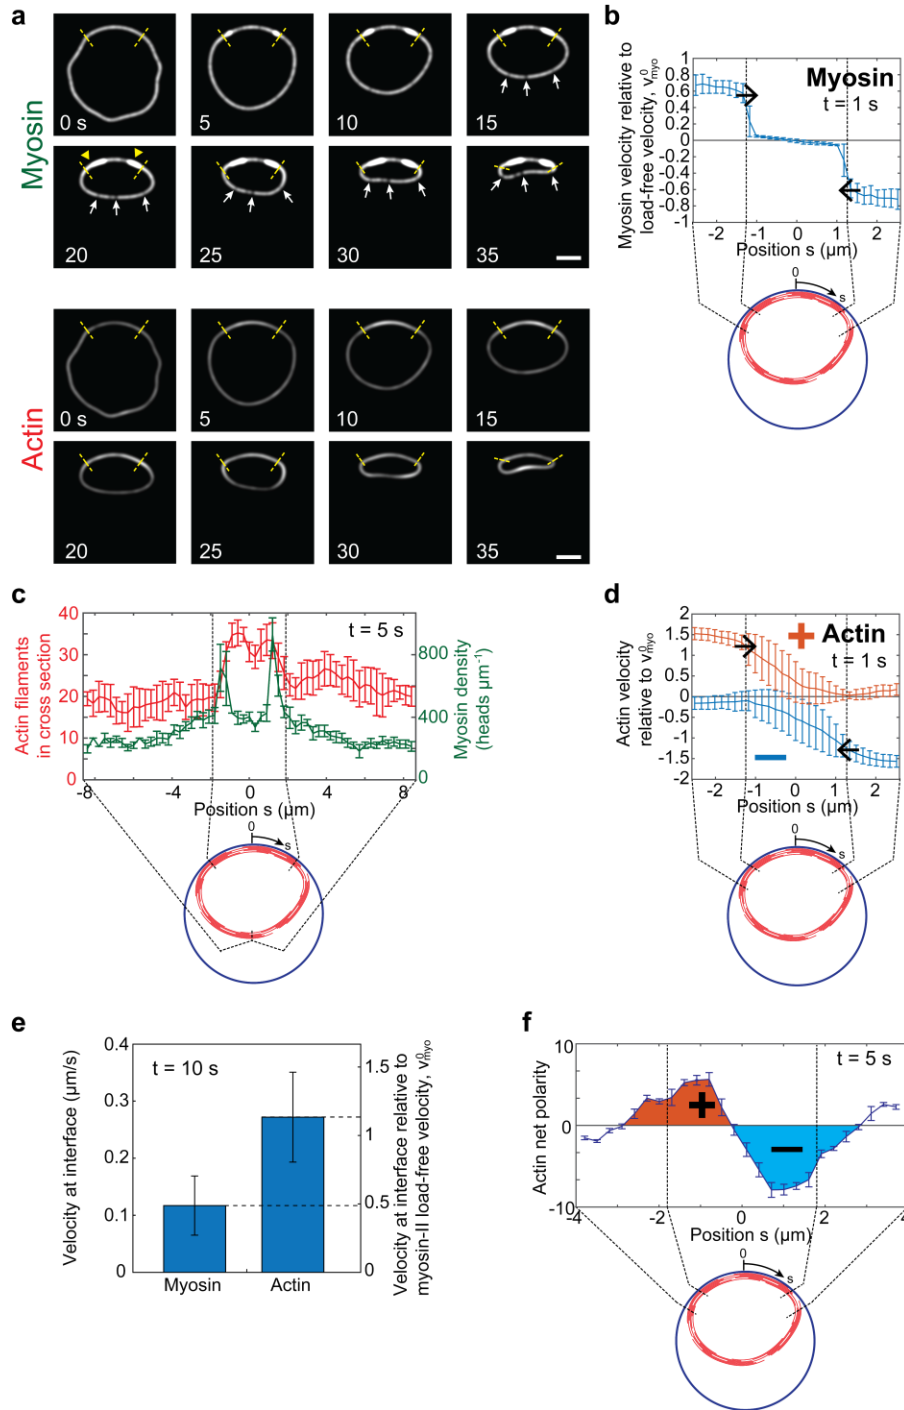 a
Myosin
0 s
5
10
15
20
25
30
35
Actin
0 s
5
10
15
20
25
30
35
b
Myosin velocity relative to
load-free velocity, v⁰myo
1
0.8
0.6
0.4
0.2
0
-0.2
-0.4
-0.6
-0.8
-1
Myosin
t = 1 s
-2 -1 0 1 2
Position s (µm)
0
s
c
Actin filaments
in cross section
40
30
20
10
0
t = 5 s
800
400
0
Myosin density
(heads µm⁻¹)
-8 -4 0 4 8
Position s (µm)
0
s
d
Actin velocity
relative to v⁰myo
2
1.5
1
0.5
0
-0.5
-1
-1.5
-2
+ Actin
t = 1 s
−
-2 -1 0 1 2
Position s (µm)
0
s
e
Velocity at interface (µm/s)
0.4
0.3
0.2
0.1
0
t = 10 s
Myosin Actin
1.5
1
0.5
0
Velocity at interface relative to
myosin-II load-free velocity, v⁰myo
f
Actin net polarity
10
0
-10
t = 5 s
+
−
-4 -2 0 2 4
Position s (µm)
0
s